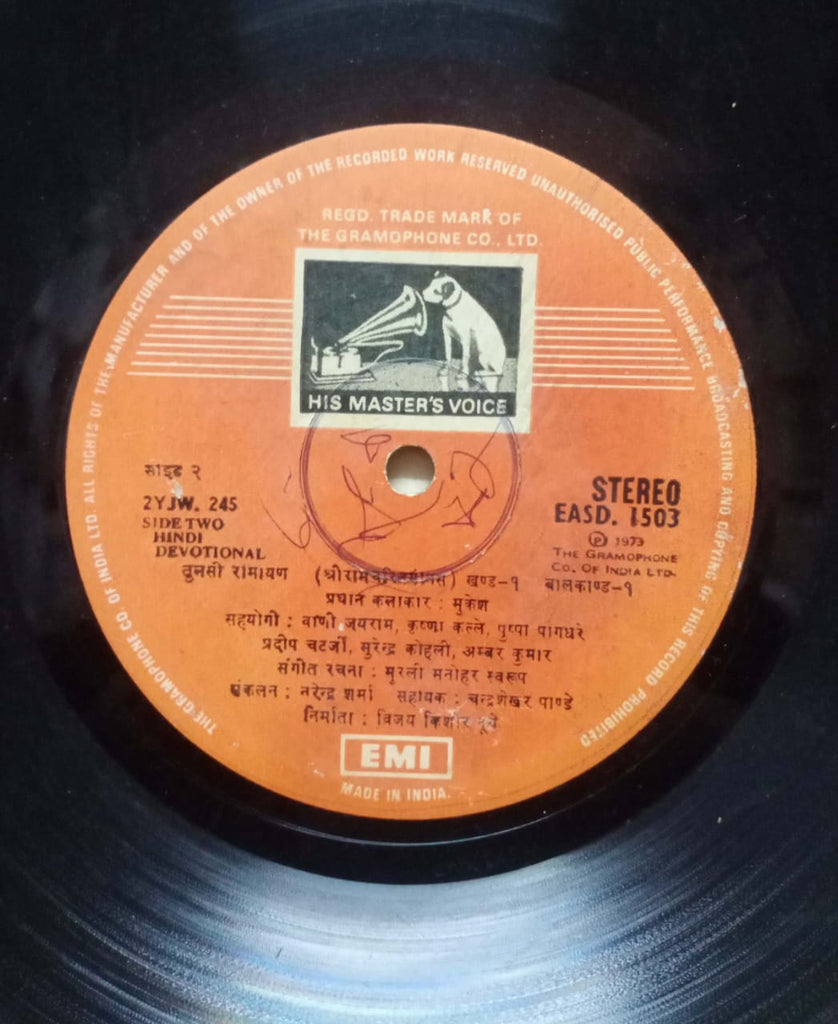 THE GRAMOPHONE CO. OF INDIA LTD. ALL RIGHTS OF THE MANUFACTURER AND OF THE OWNER OF THE RECORDED WORK RESERVED UNAUTHORISED PUBLIC PERFORMANCE BROADCASTING AND COPYING OF THIS RECORD PROHIBITED
REGD. TRADE MARK OF
THE GRAMOPHONE CO., LTD.
HIS MASTER'S VOICE
साइड २
2YJW. 245
SIDE TWO
HINDI
DEVOTIONAL
STEREO
EASD. 1503
Ⓟ 1973
THE GRAMOPHONE
CO. OF INDIA LTD.
तुलसी रामायण (श्रीरामचरितमानस) खण्ड-१ बालकाण्ड-१
प्रधान कलाकार : मुकेश
सहयोगी : वाणी जयराम, कृष्णा कल्ले, पुष्पा पागधरे
प्रदीप चटर्जी, सुरेन्द्र कोहली, अम्बर कुमार
संगीत रचना : मुरली मनोहर स्वरूप
संकलन : नरेन्द्र शर्मा सहायक : चन्द्रशेखर पाण्डे
निर्माता : विजय किशोर दूबे
EMI
MADE IN INDIA.